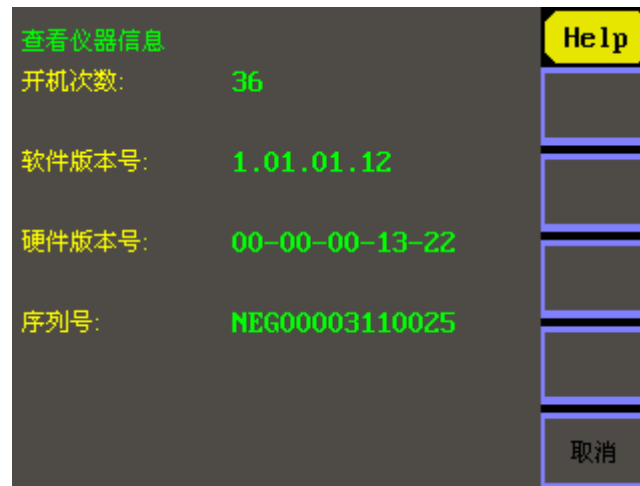 查看仪器信息
Help
开机次数: 36
软件版本号: 1.01.01.12
硬件版本号: 00-00-00-13-22
序列号: NEG00003110025
取消